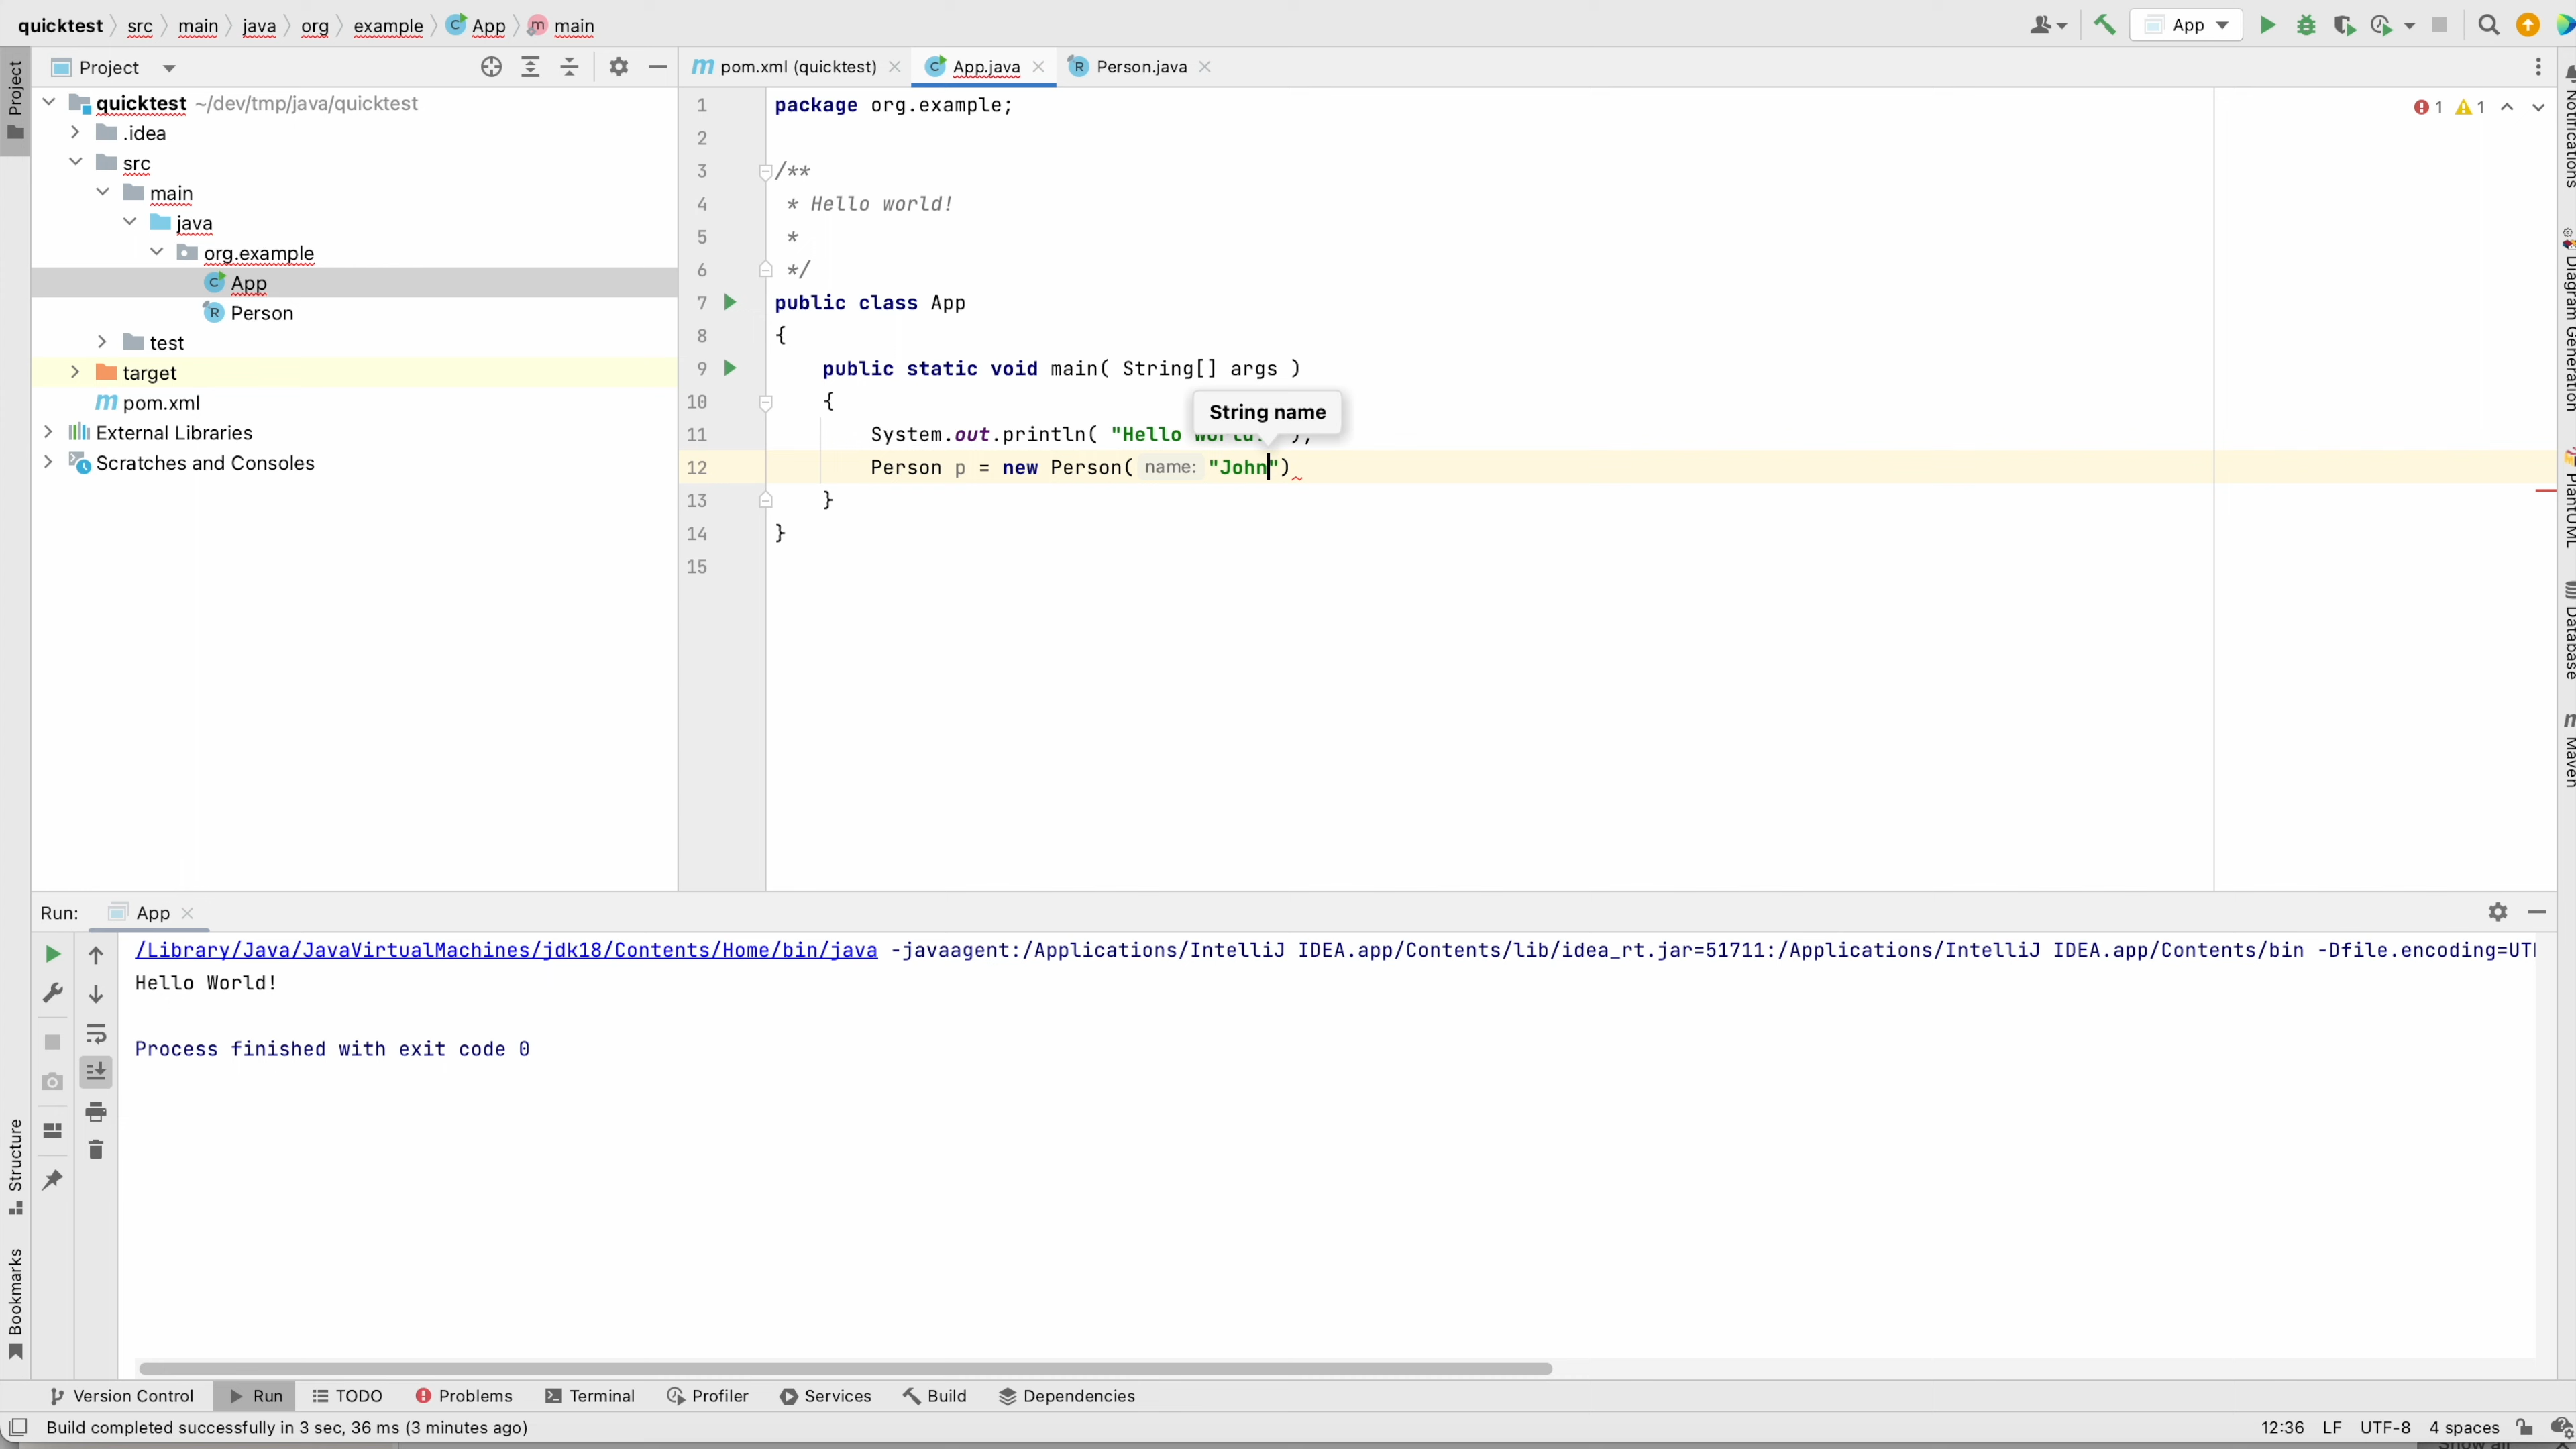 quicktest src main java org example App main
App
Project
pom.xml (quicktest)
App.java
Person.java
Project
quicktest ~/dev/tmp/java/quicktest
.idea
src
main
java
org.example
App
Person
test
target
pom.xml
External Libraries
Scratches and Consoles
1 package org.example;
2
3 /**
4 * Hello world!
5 *
6 */
7 public class App
8 {
9 public static void main( String[] args )
10 {
String name
11 System.out.println( "Hello World!" );
12 Person p = new Person( name: "John")
13 }
14 }
15
1 1
Notifications
Diagram Generation
PlantUML
Database
Maven
Run: App
/Library/Java/JavaVirtualMachines/jdk18/Contents/Home/bin/java -javaagent:/Applications/IntelliJ IDEA.app/Contents/lib/idea_rt.jar=51711:/Applications/IntelliJ IDEA.app/Contents/bin -Dfile.encoding=UT
Hello World!
Process finished with exit code 0
Structure
Bookmarks
Version Control Run TODO Problems Terminal Profiler Services Build Dependencies
Build completed successfully in 3 sec, 36 ms (3 minutes ago)
12:36 LF UTF-8 4 spaces